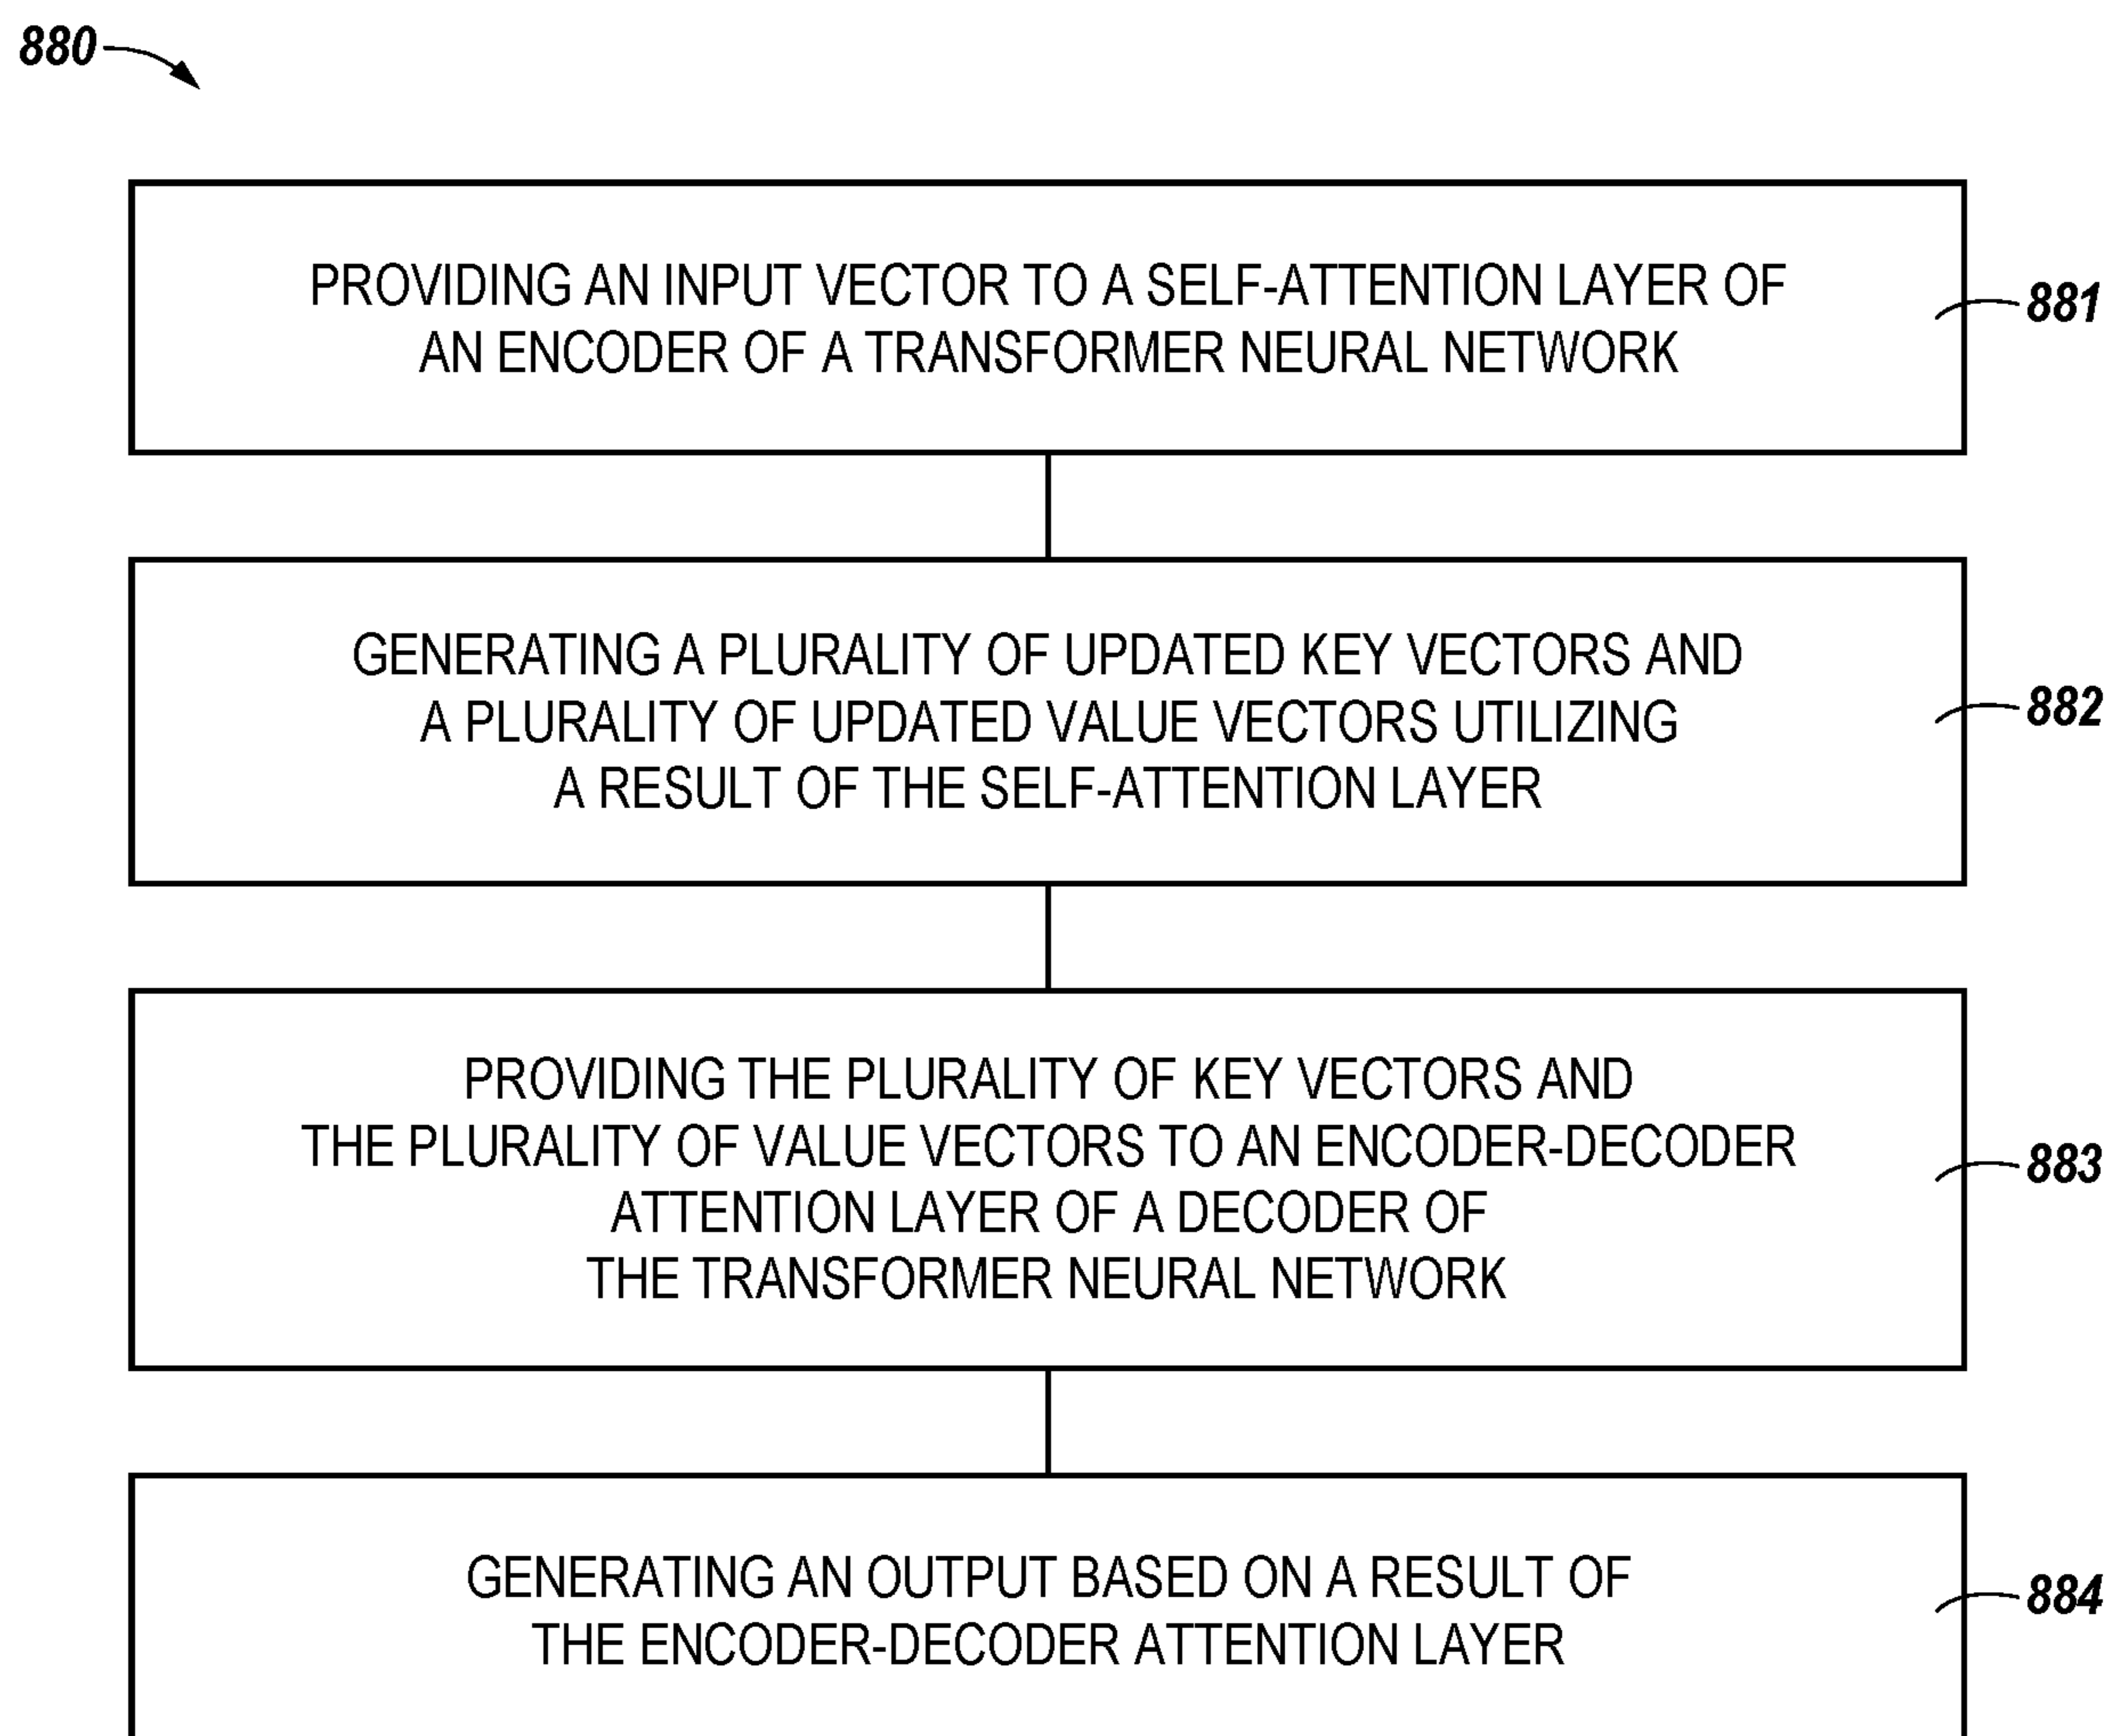 880
PROVIDING AN INPUT VECTOR TO A SELF-ATTENTION LAYER OF
AN ENCODER OF A TRANSFORMER NEURAL NETWORK
881
GENERATING A PLURALITY OF UPDATED KEY VECTORS AND
A PLURALITY OF UPDATED VALUE VECTORS UTILIZING
A RESULT OF THE SELF-ATTENTION LAYER
882
PROVIDING THE PLURALITY OF KEY VECTORS AND
THE PLURALITY OF VALUE VECTORS TO AN ENCODER-DECODER
ATTENTION LAYER OF A DECODER OF
THE TRANSFORMER NEURAL NETWORK
883
GENERATING AN OUTPUT BASED ON A RESULT OF
THE ENCODER-DECODER ATTENTION LAYER
884